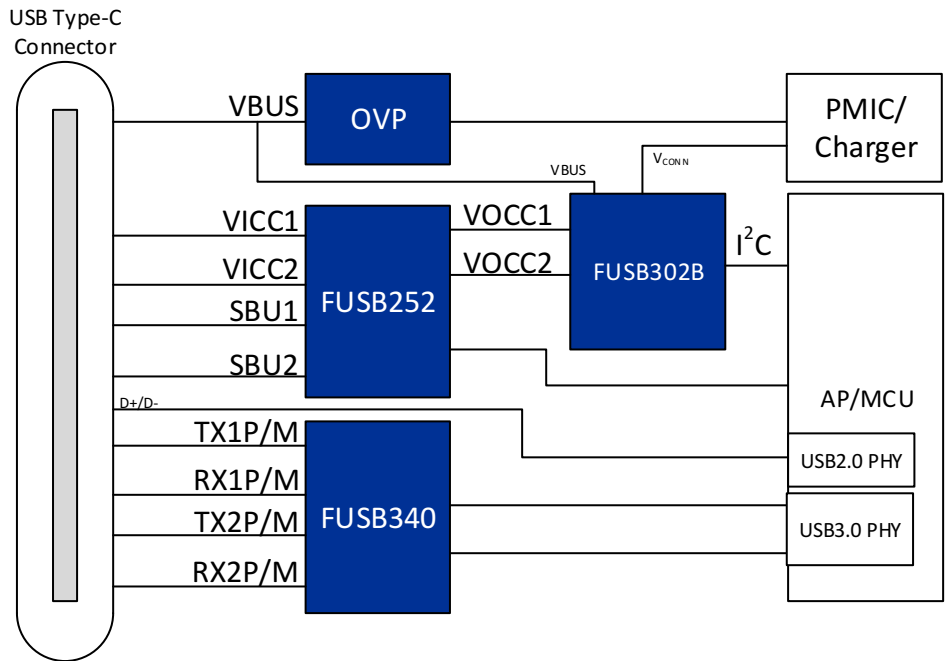 USB Type-C
Connector
VBUS
OVP
PMIC/
Charger
VBUS
VCONN
VICC1
VOCC1
I²C
VICC2
VOCC2
FUSB302B
FUSB252
SBU1
SBU2
AP/MCU
D+/D-
TX1P/M
USB2.0 PHY
RX1P/M
FUSB340
TX2P/M
USB3.0 PHY
RX2P/M